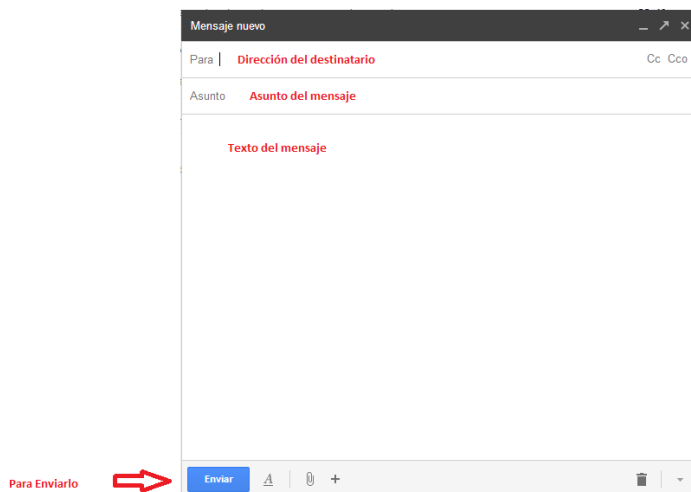 Mensaje nuevo
Para Dirección del destinatario Cc Cco
Asunto Asunto del mensaje
Texto del mensaje
Para Enviarlo Enviar A